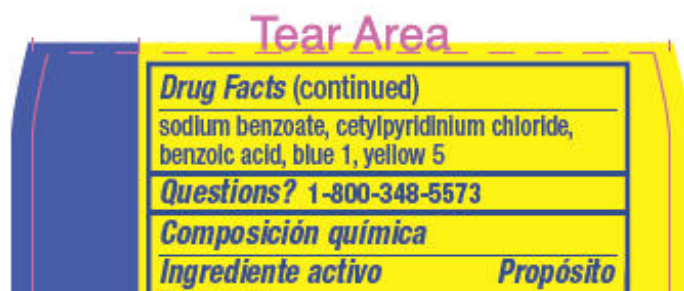 Tear Area
Drug Facts (continued)
sodium benzoate, cetylpyridinium chloride,
benzoic acid, blue 1, yellow 5
Questions? 1-800-348-5573
Composición química
Ingrediente activo Propósito